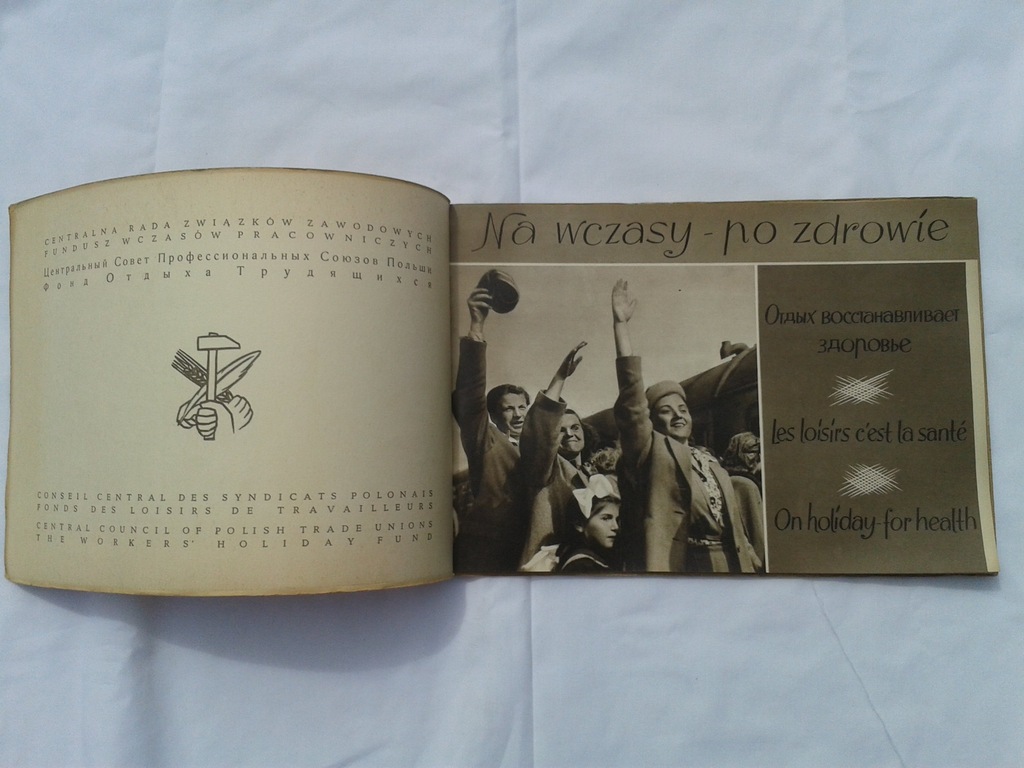 CENTRALNA RADA ZWIĄZKÓW ZAWODOWYCH
FUNDUSZ WCZASÓW PRACOWNICZYCH
Центральный Совет Профессиональных Союзов Польши
Фонд Отдыха Трудящихся
CONSEIL CENTRAL DES SYNDICATS POLONAIS
FONDS DES LOISIRS DE TRAVAILLEURS
CENTRAL COUNCIL OF POLISH TRADE UNIONS
THE WORKERS' HOLIDAY FUND
Na wczasy - po zdrowie
Отдых восстанавливает
здоровье
Les loisirs c'est la santé
On holiday - for health